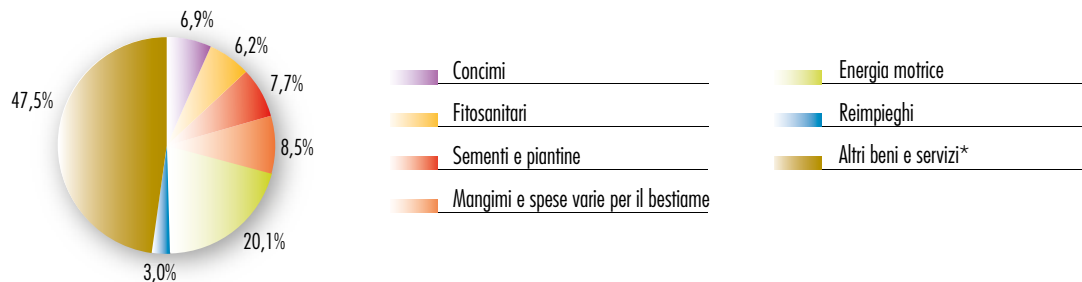 6,9%
6,2%
7,7%
8,5%
20,1%
3,0%
47,5%
Concimi
Fitosanitari
Sementi e piantine
Mangimi e spese varie per il bestiame
Energia motrice
Reimpieghi
Altri beni e servizi*